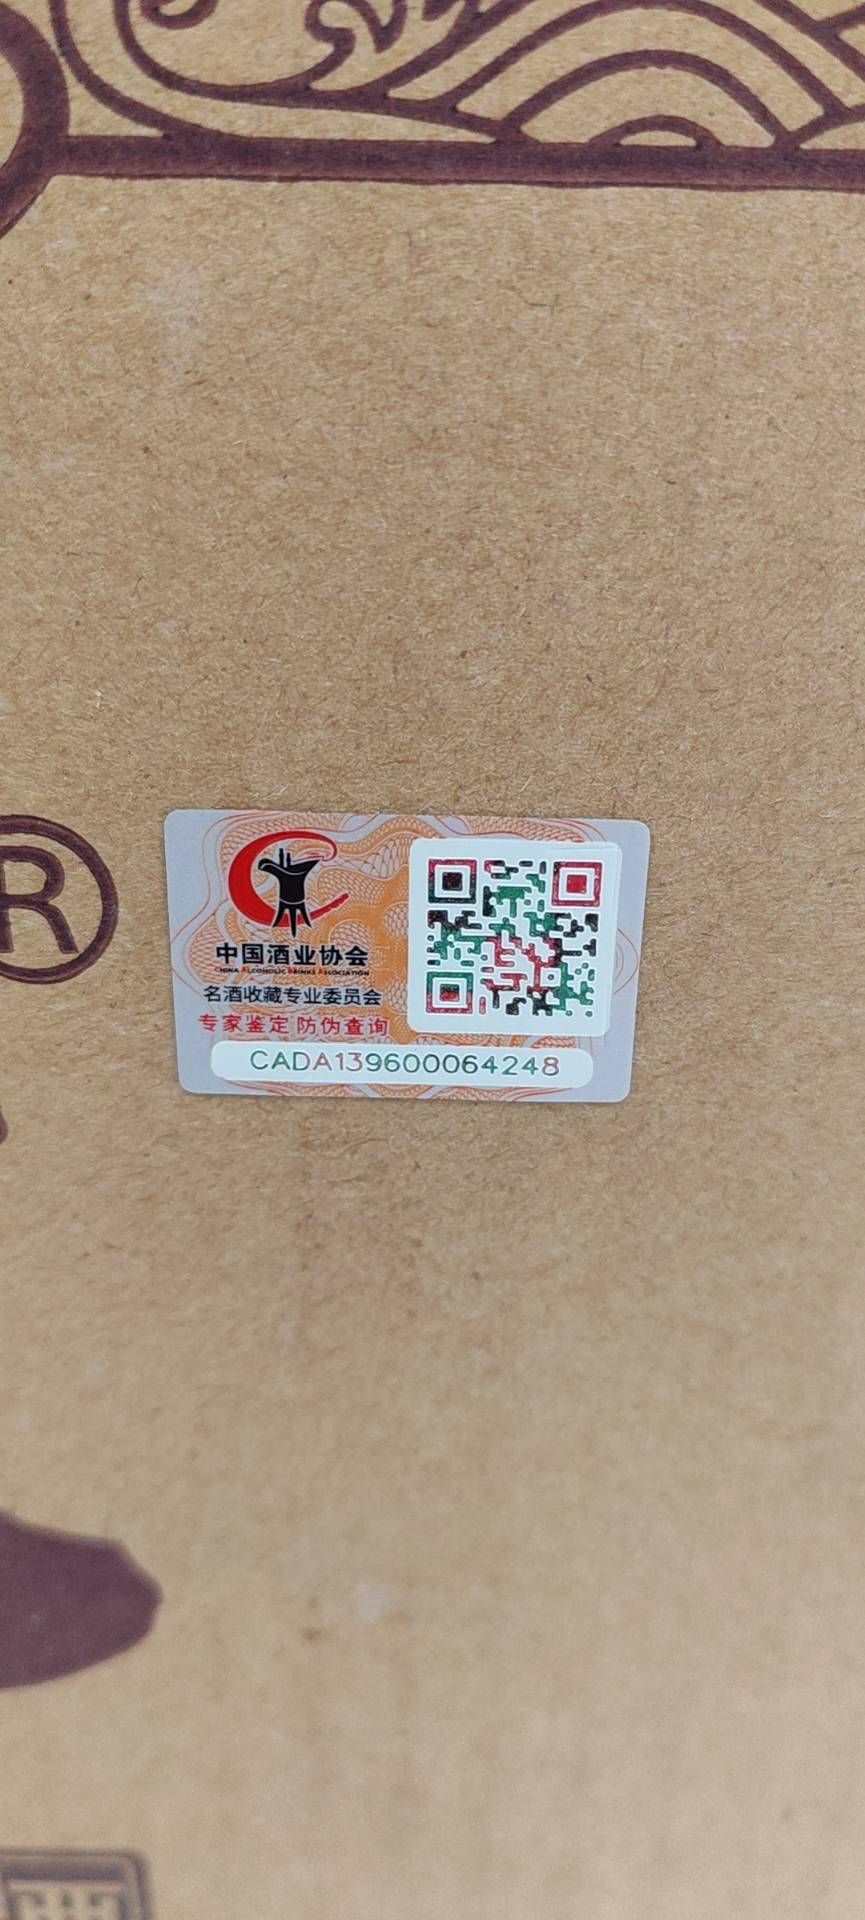 R
中国酒业协会
CHINA ALCOHOLIC DRINKS ASSOCIATION
名酒收藏专业委员会
专家鉴定 防伪查询
CADA139600064248